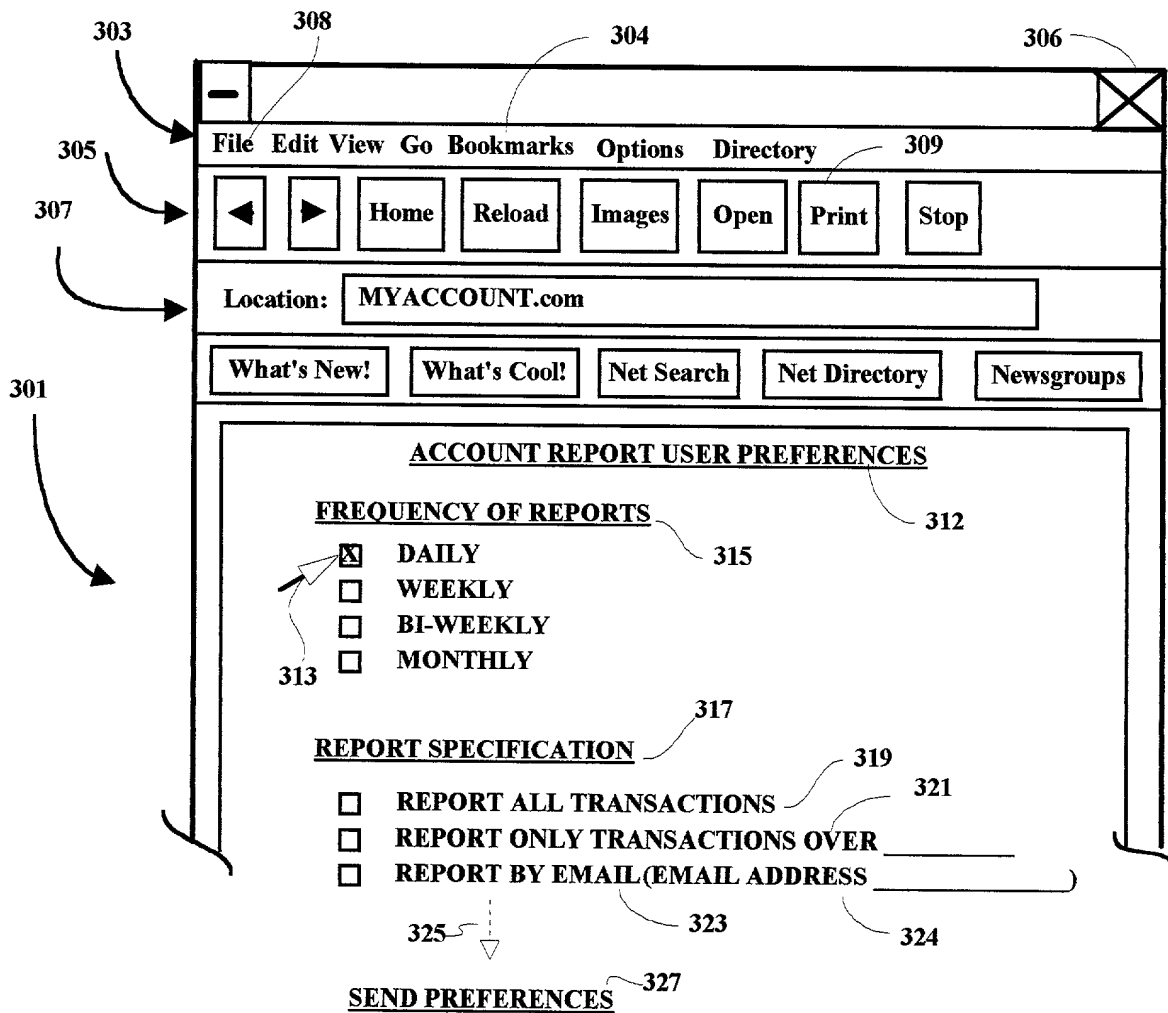 308
304
306
303
File Edit View Go Bookmarks Options Directory
309
305
Home Reload Images Open Print Stop
307
Location: MYACCOUNT.com
What's New! What's Cool! Net Search Net Directory Newsgroups
301
ACCOUNT REPORT USER PREFERENCES
312
FREQUENCY OF REPORTS
315
X DAILY
WEEKLY
BI-WEEKLY
MONTHLY
313
317
REPORT SPECIFICATION
319
REPORT ALL TRANSACTIONS
321
REPORT ONLY TRANSACTIONS OVER __________
REPORT BY EMAIL(EMAIL ADDRESS _______________)
325
323
324
327
SEND PREFERENCES